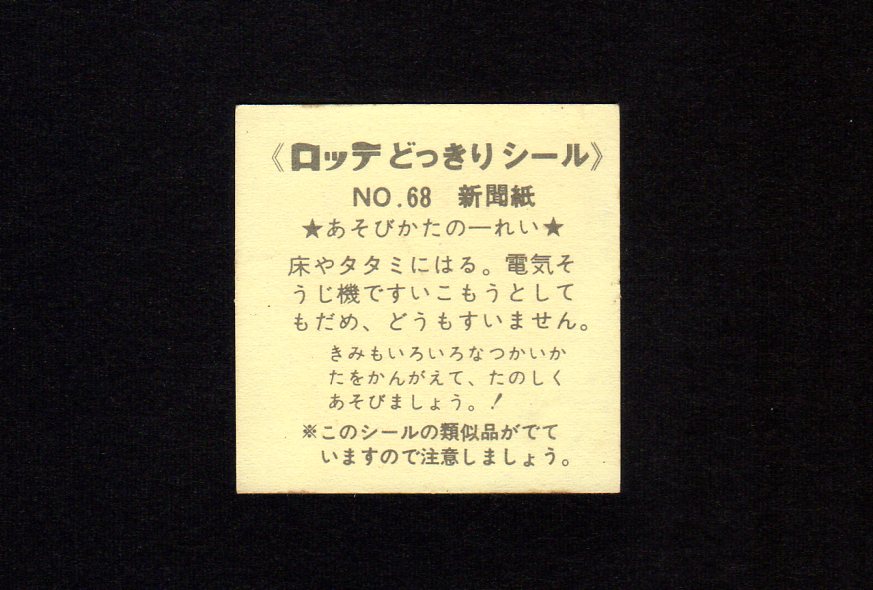 《ロッテどっきりシール》
NO.68 新聞紙
★あそびかたの一れい★
床やタタミにはる。電気そ
うじ機ですいこもうとして
もだめ、どうもすいません。
きみもいろいろなつかいか
たをかんがえて、たのしく
あそびましょう。!
※このシールの類似品がでて
いますので注意しましょう。